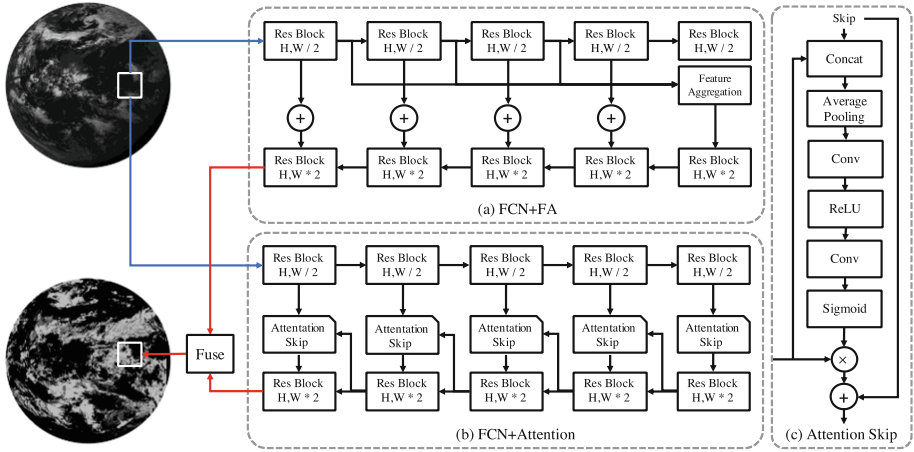 Res Block
H,W / 2
Res Block
H,W / 2
Res Block
H,W / 2
Res Block
H,W / 2
Res Block
H,W / 2
Feature
Aggregation
+
+
+
+
Res Block
H,W * 2
Res Block
H,W * 2
Res Block
H,W * 2
Res Block
H,W * 2
Res Block
H,W * 2
(a) FCN+FA
Res Block
H,W / 2
Res Block
H,W / 2
Res Block
H,W / 2
Res Block
H,W / 2
Res Block
H,W / 2
Attentation
Skip
Attentation
Skip
Attentation
Skip
Attentation
Skip
Attentation
Skip
Fuse
Res Block
H,W * 2
Res Block
H,W * 2
Res Block
H,W * 2
Res Block
H,W * 2
Res Block
H,W * 2
(b) FCN+Attention
Skip
Concat
Average
Pooling
Conv
ReLU
Conv
Sigmoid
×
+
(c) Attention Skip